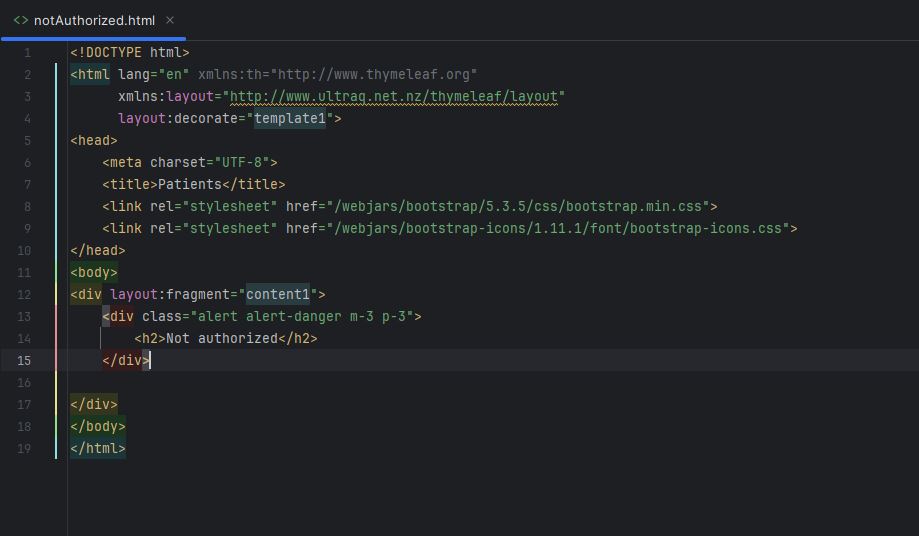 <> notAuthorized.html ×
1 <!DOCTYPE html>
2 <html lang="en" xmlns:th="http://www.thymeleaf.org"
3       xmlns:layout="http://www.ultraq.net.nz/thymeleaf/layout"
4       layout:decorate="template1">
5 <head>
6     <meta charset="UTF-8">
7     <title>Patients</title>
8     <link rel="stylesheet" href="/webjars/bootstrap/5.3.5/css/bootstrap.min.css">
9     <link rel="stylesheet" href="/webjars/bootstrap-icons/1.11.1/font/bootstrap-icons.css">
10 </head>
11 <body>
12 <div layout:fragment="content1">
13     <div class="alert alert-danger m-3 p-3">
14         <h2>Not authorized</h2>
15     </div>
16
17 </div>
18 </body>
19 </html>